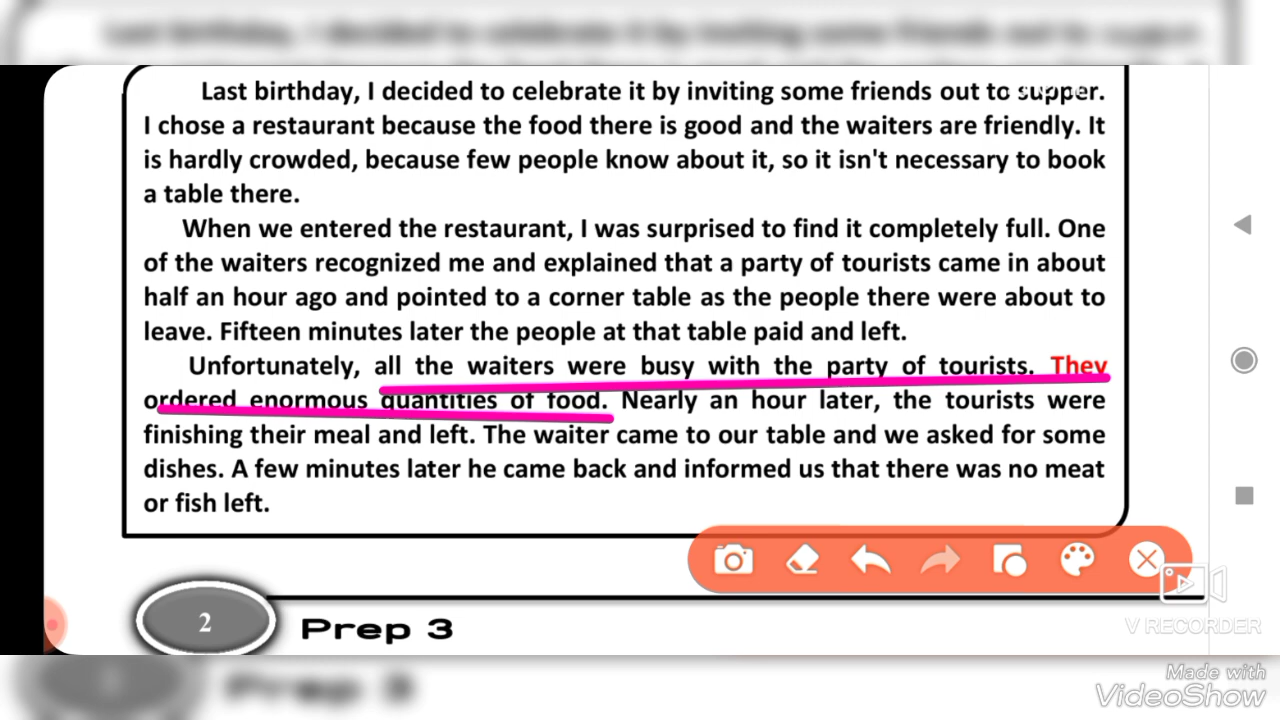 Last birthday, I decided to celebrate it by inviting some friends out to supper.
I chose a restaurant because the food there is good and the waiters are friendly. It
is hardly crowded, because few people know about it, so it isn't necessary to book
a table there.
When we entered the restaurant, I was surprised to find it completely full. One
of the waiters recognized me and explained that a party of tourists came in about
half an hour ago and pointed to a corner table as the people there were about to
leave. Fifteen minutes later the people at that table paid and left.
Unfortunately, all the waiters were busy with the party of tourists. They
ordered enormous quantities of food. Nearly an hour later, the tourists were
finishing their meal and left. The waiter came to our table and we asked for some
dishes. A few minutes later he came back and informed us that there was no meat
or fish left.
2 Prep 3
V RECORDER
Made with
VideoShow